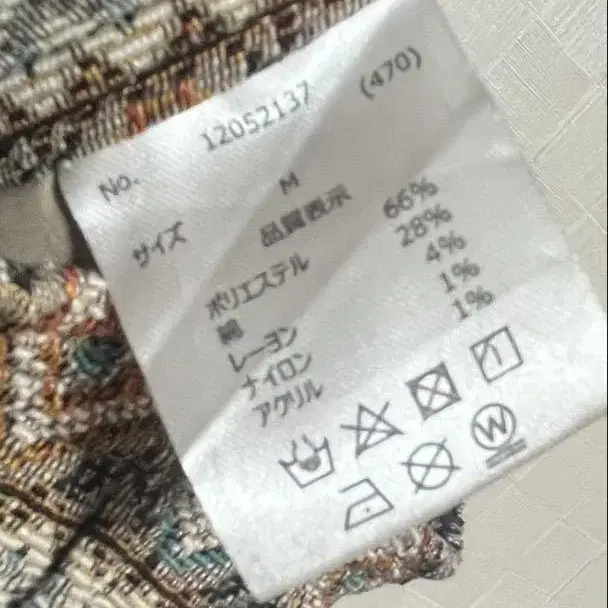 No. 12052137 (470)
サイズ M
品質表示
ポリエステル 66%
綿 28%
レーヨン 4%
ナイロン 1%
アクリル 1%
W